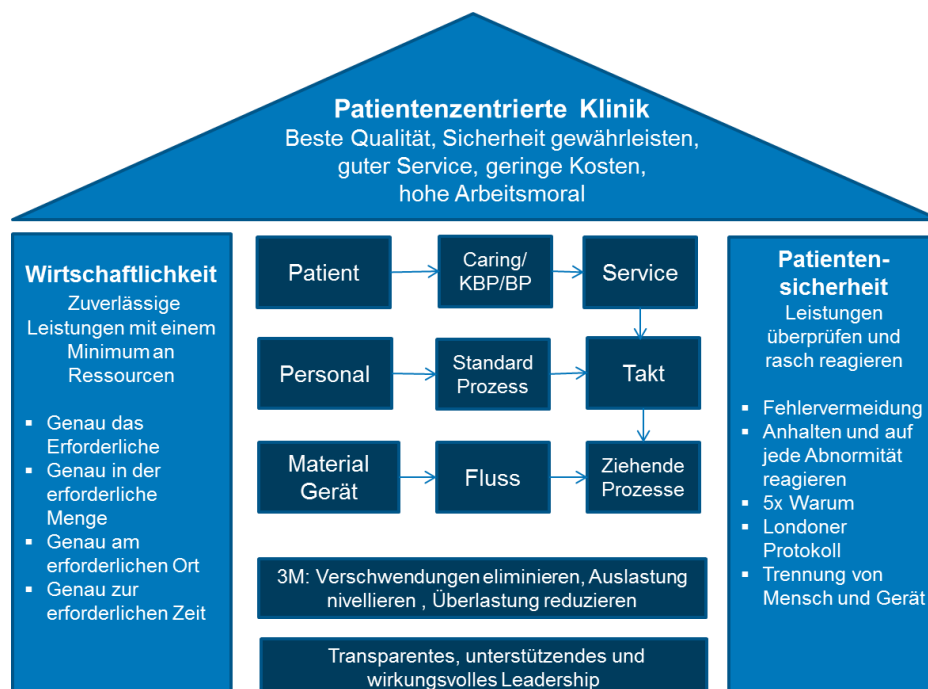 Patientenzentrierte Klinik
Beste Qualität, Sicherheit gewährleisten,
guter Service, geringe Kosten,
hohe Arbeitsmoral
Wirtschaftlichkeit
Zuverlässige
Leistungen mit einem
Minimum an
Ressourcen
▪ Genau das
Erforderliche
▪ Genau in der
erforderliche
Menge
▪ Genau am
erforderlichen Ort
▪ Genau zur
erforderlichen Zeit
Patient
Caring/
KBP/BP
Service
Personal
Standard
Prozess
Takt
Material
Gerät
Fluss
Ziehende
Prozesse
3M: Verschwendungen eliminieren, Auslastung
nivellieren , Überlastung reduzieren
Transparentes, unterstützendes und
wirkungsvolles Leadership
Patienten-
sicherheit
Leistungen
überprüfen und
rasch reagieren
▪ Fehlervermeidung
▪ Anhalten und auf
jede Abnormität
reagieren
▪ 5x Warum
▪ Londoner
Protokoll
▪ Trennung von
Mensch und Gerät